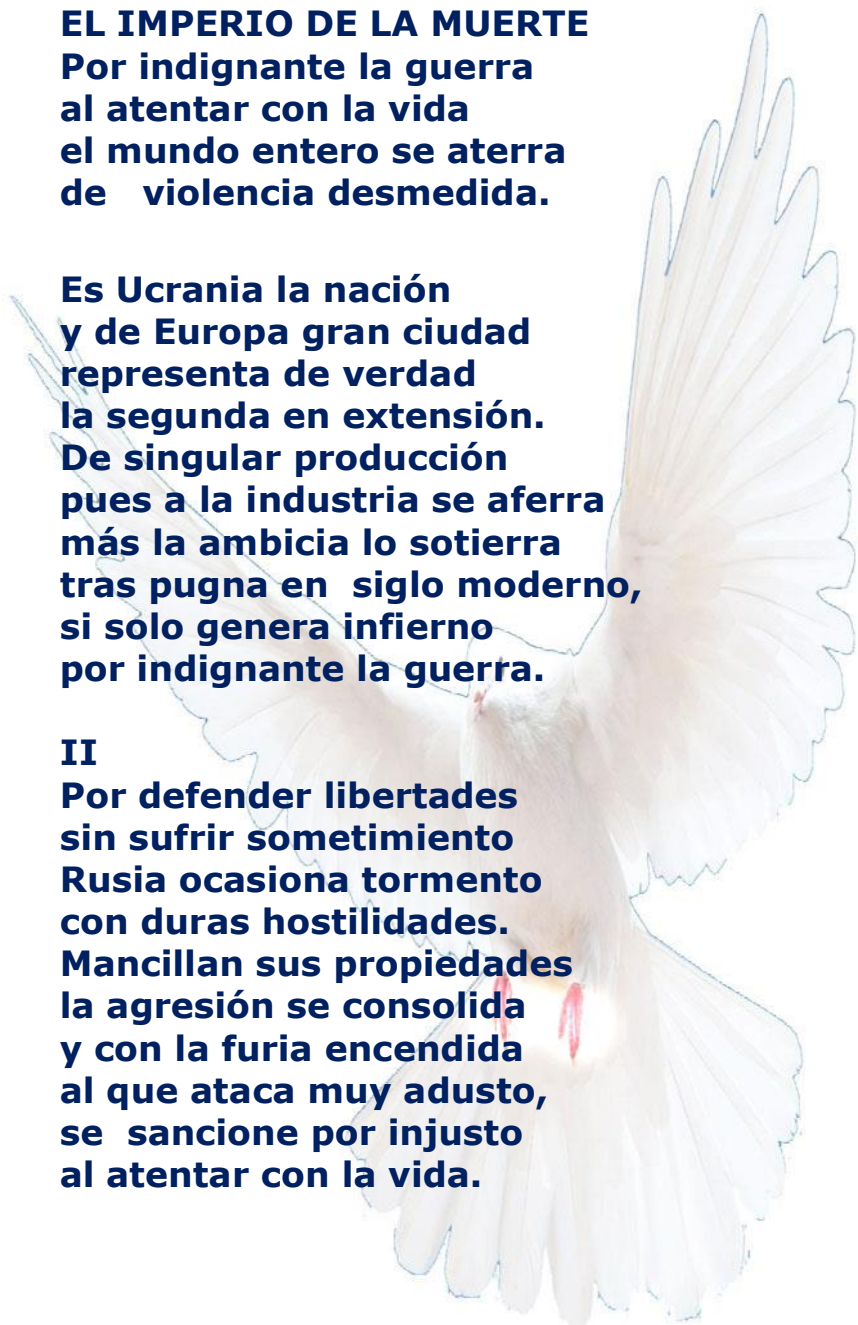 EL IMPERIO DE LA MUERTE
Por indignante la guerra
al atentar con la vida
el mundo entero se aterra
de   violencia desmedida.

Es Ucrania la nación
y de Europa gran ciudad
representa de verdad
la segunda en extensión.
De singular producción
pues a la industria se aferra
más la ambicia lo sotierra
tras pugna en  siglo moderno,
si solo genera infierno
por indignante la guerra.

II
Por defender libertades
sin sufrir sometimiento
Rusia ocasiona tormento
con duras hostilidades.
Mancillan sus propiedades
la agresión se consolida
y con la furia encendida
al que ataca muy adusto,
se  sancione por injusto
al atentar con la vida.